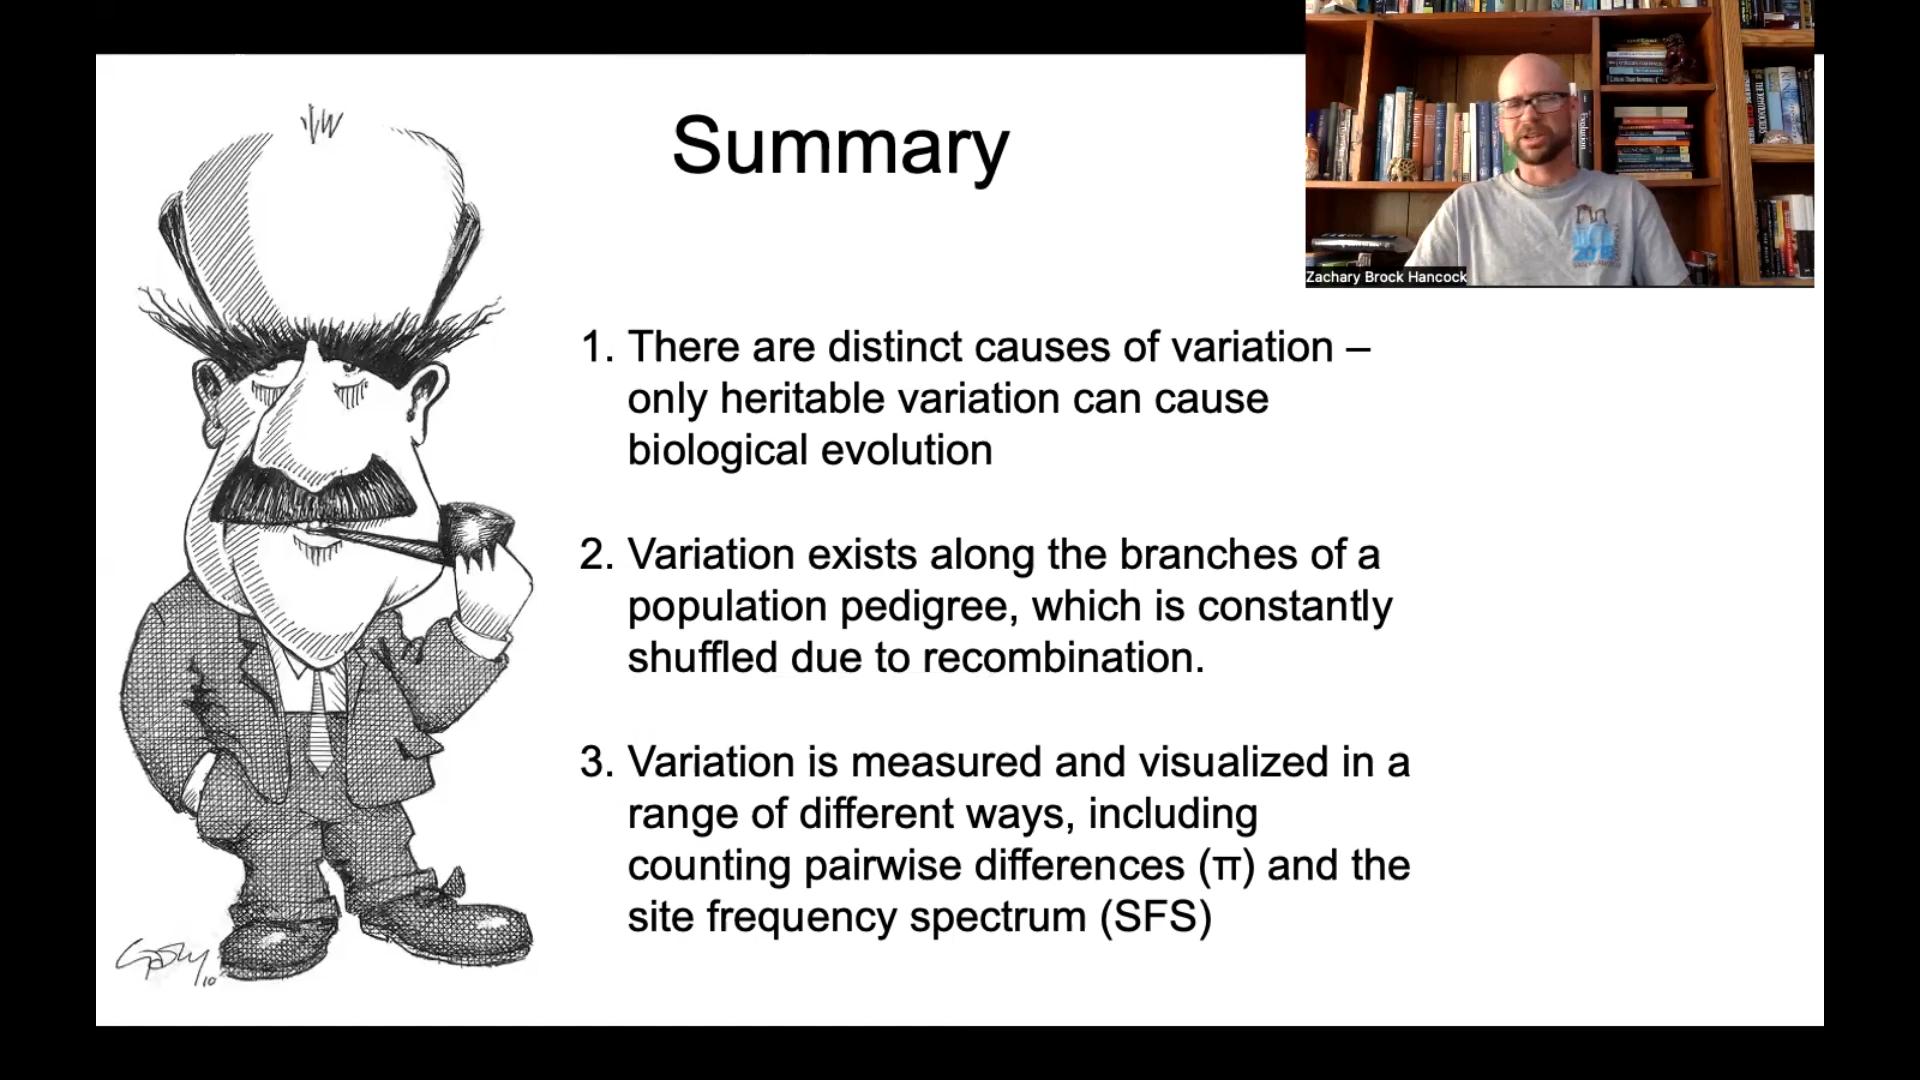 Summary
Zachary Brock Hancock
1. There are distinct causes of variation –
only heritable variation can cause
biological evolution
2. Variation exists along the branches of a
population pedigree, which is constantly
shuffled due to recombination.
3. Variation is measured and visualized in a
range of different ways, including
counting pairwise differences (π) and the
site frequency spectrum (SFS)
Evolution
10